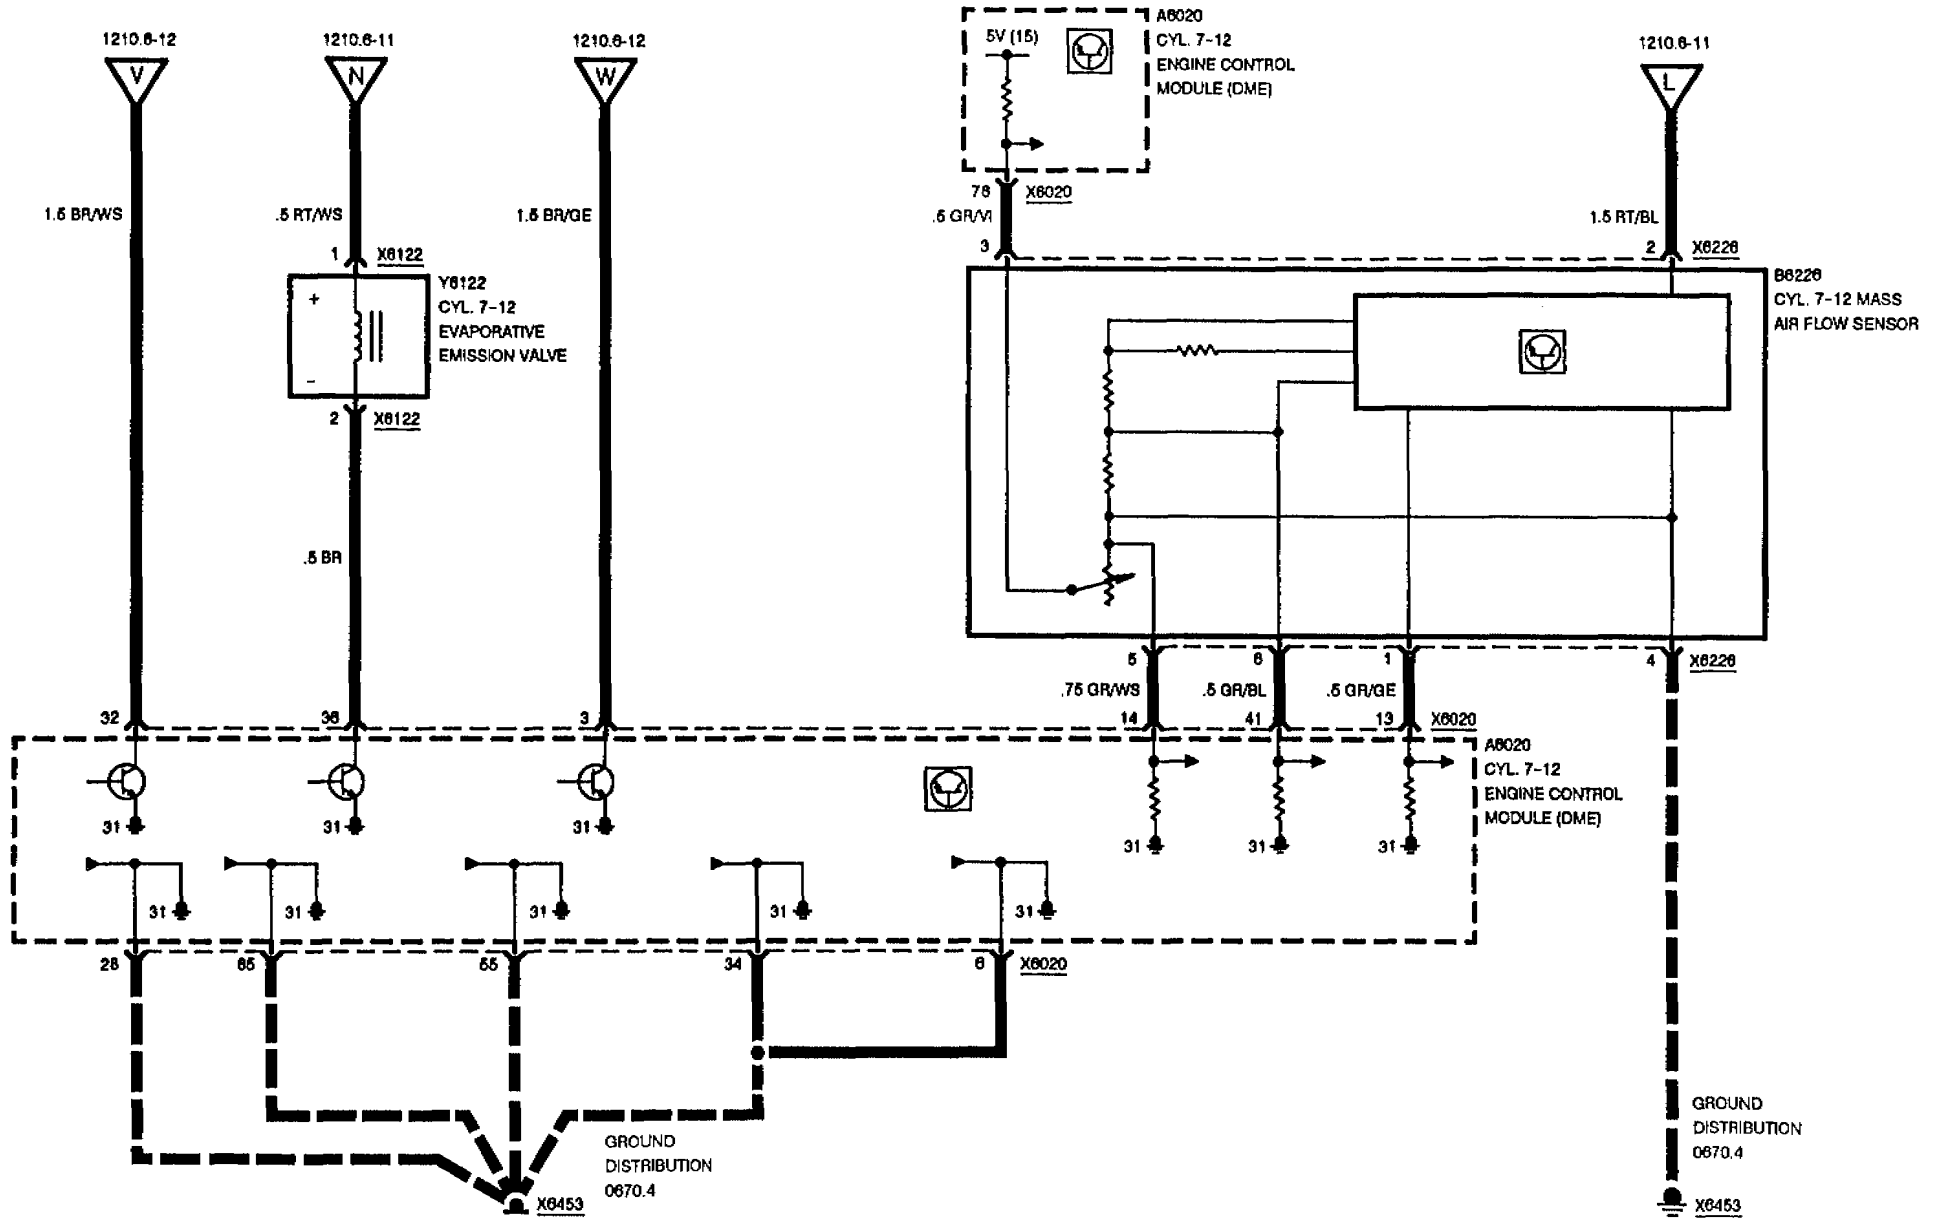 1210.6-12
1210.6-11
1210.6-12
V
N
W
1.5 BR/WS
.5 RT/WS
1.5 BR/GE
1
X6122
+
-
Y6122
CYL. 7-12
EVAPORATIVE
EMISSION VALVE
2
X6122
.5 BR
5V (15)
A6020
CYL. 7-12
ENGINE CONTROL
MODULE (DME)
76
X6020
.5 GR/VI
3
1210.6-11
L
1.5 RT/BL
2
X6226
B6226
CYL. 7-12 MASS
AIR FLOW SENSOR
5
6
1
4
X6226
.75 GR/WS
.5 GR/BL
.5 GR/GE
32
36
3
14
41
13
X6020
A6020
CYL. 7-12
ENGINE CONTROL
MODULE (DME)
31
31
31
31
31
31
31
31
31
31
31
28
65
55
34
6
X6020
GROUND
DISTRIBUTION
0670.4
X6453
GROUND
DISTRIBUTION
0670.4
X6453